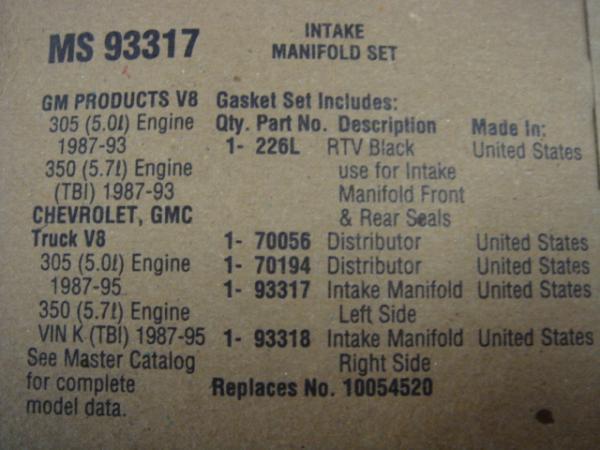 MS 93317
INTAKE
MANIFOLD SET
GM PRODUCTS V8
305 (5.0ℓ) Engine
1987-93
350 (5.7ℓ) Engine
(TBI) 1987-93
CHEVROLET, GMC
Truck V8
305 (5.0ℓ) Engine
1987-95
350 (5.7ℓ) Engine
VIN K (TBI) 1987-95
See Master Catalog
for complete
model data.
Gasket Set Includes:
Qty. Part No. Description Made In:
1- 226L RTV Black United States
use for Intake
Manifold Front
& Rear Seals
1- 70056 Distributor United States
1- 70194 Distributor United States
1- 93317 Intake Manifold United States
Left Side
1- 93318 Intake Manifold United States
Right Side
Replaces No. 10054520